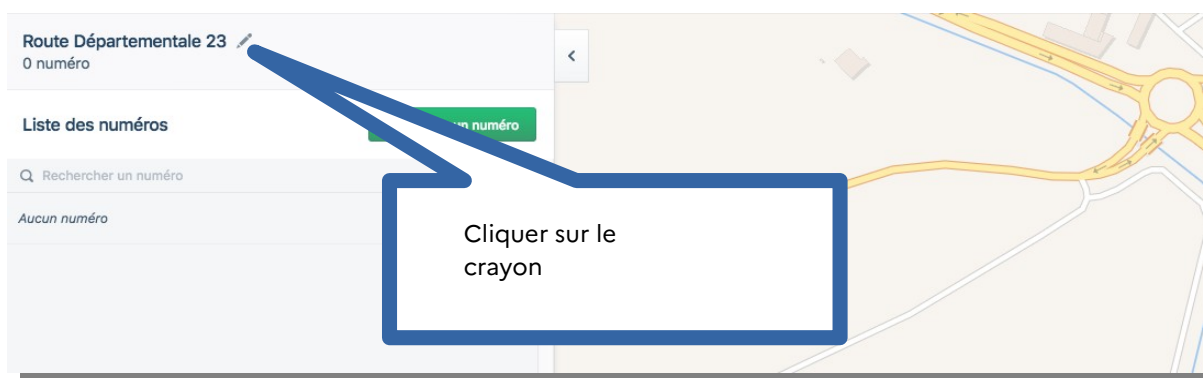 Route Départementale 23
0 numéro
Liste des numéros
un numéro
Rechercher un numéro
Aucun numéro
Cliquer sur le
crayon